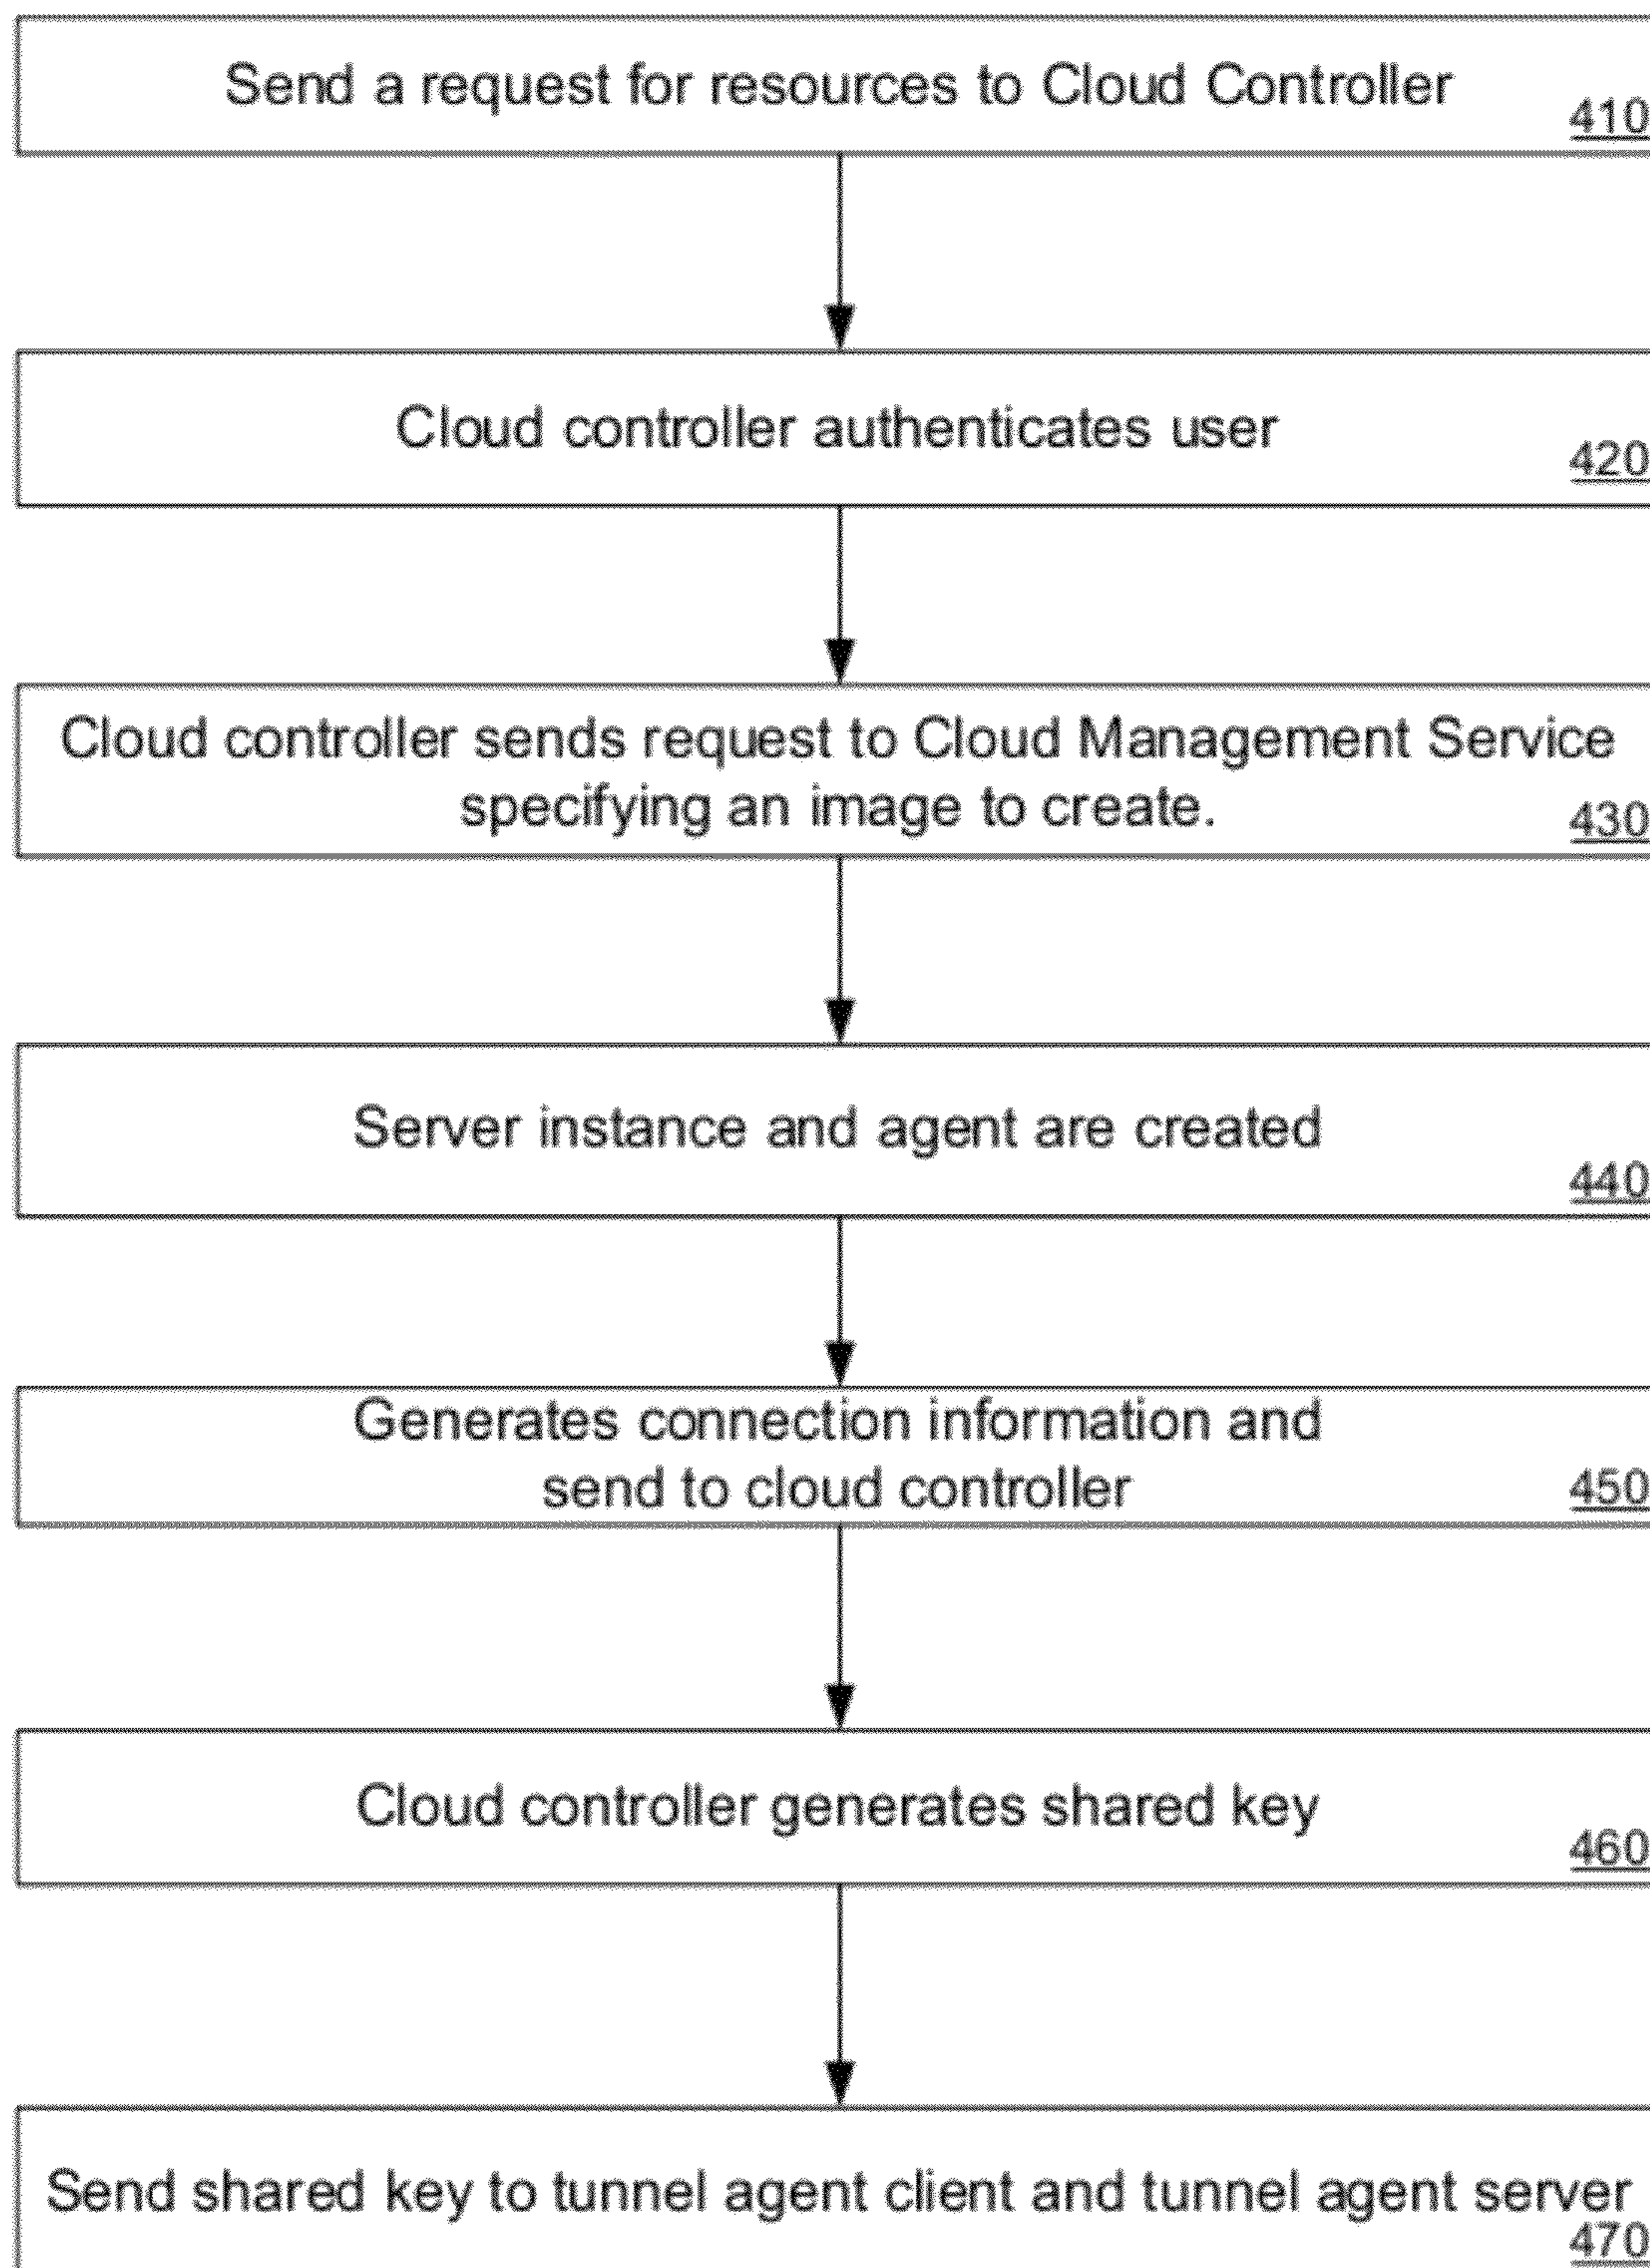 Send a request for resources to Cloud Controller
410
Cloud controller authenticates user
420
Cloud controller sends request to Cloud Management Service
specifying an image to create.
430
Server instance and agent are created
440
Generates connection information and
send to cloud controller
450
Cloud controller generates shared key
460
Send shared key to tunnel agent client and tunnel agent server
470